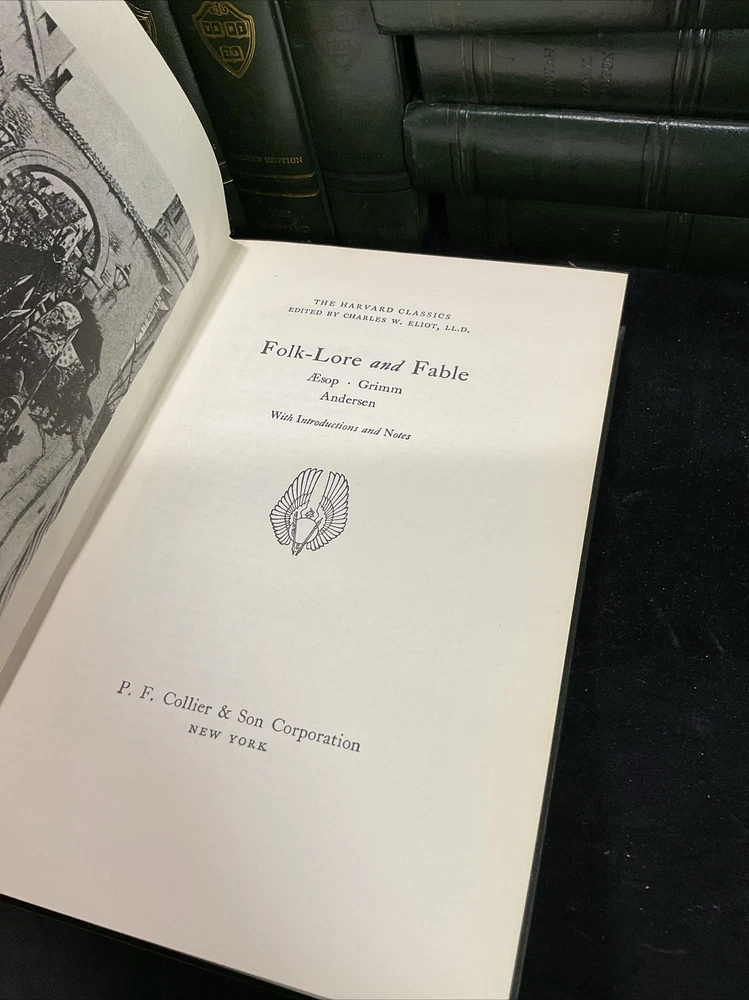 THE HARVARD CLASSICS
EDITED BY CHARLES W. ELIOT, LL.D.
Folk-Lore and Fable
Æsop · Grimm
Andersen
With Introductions and Notes
P. F. Collier & Son Corporation
NEW YORK
EDITION